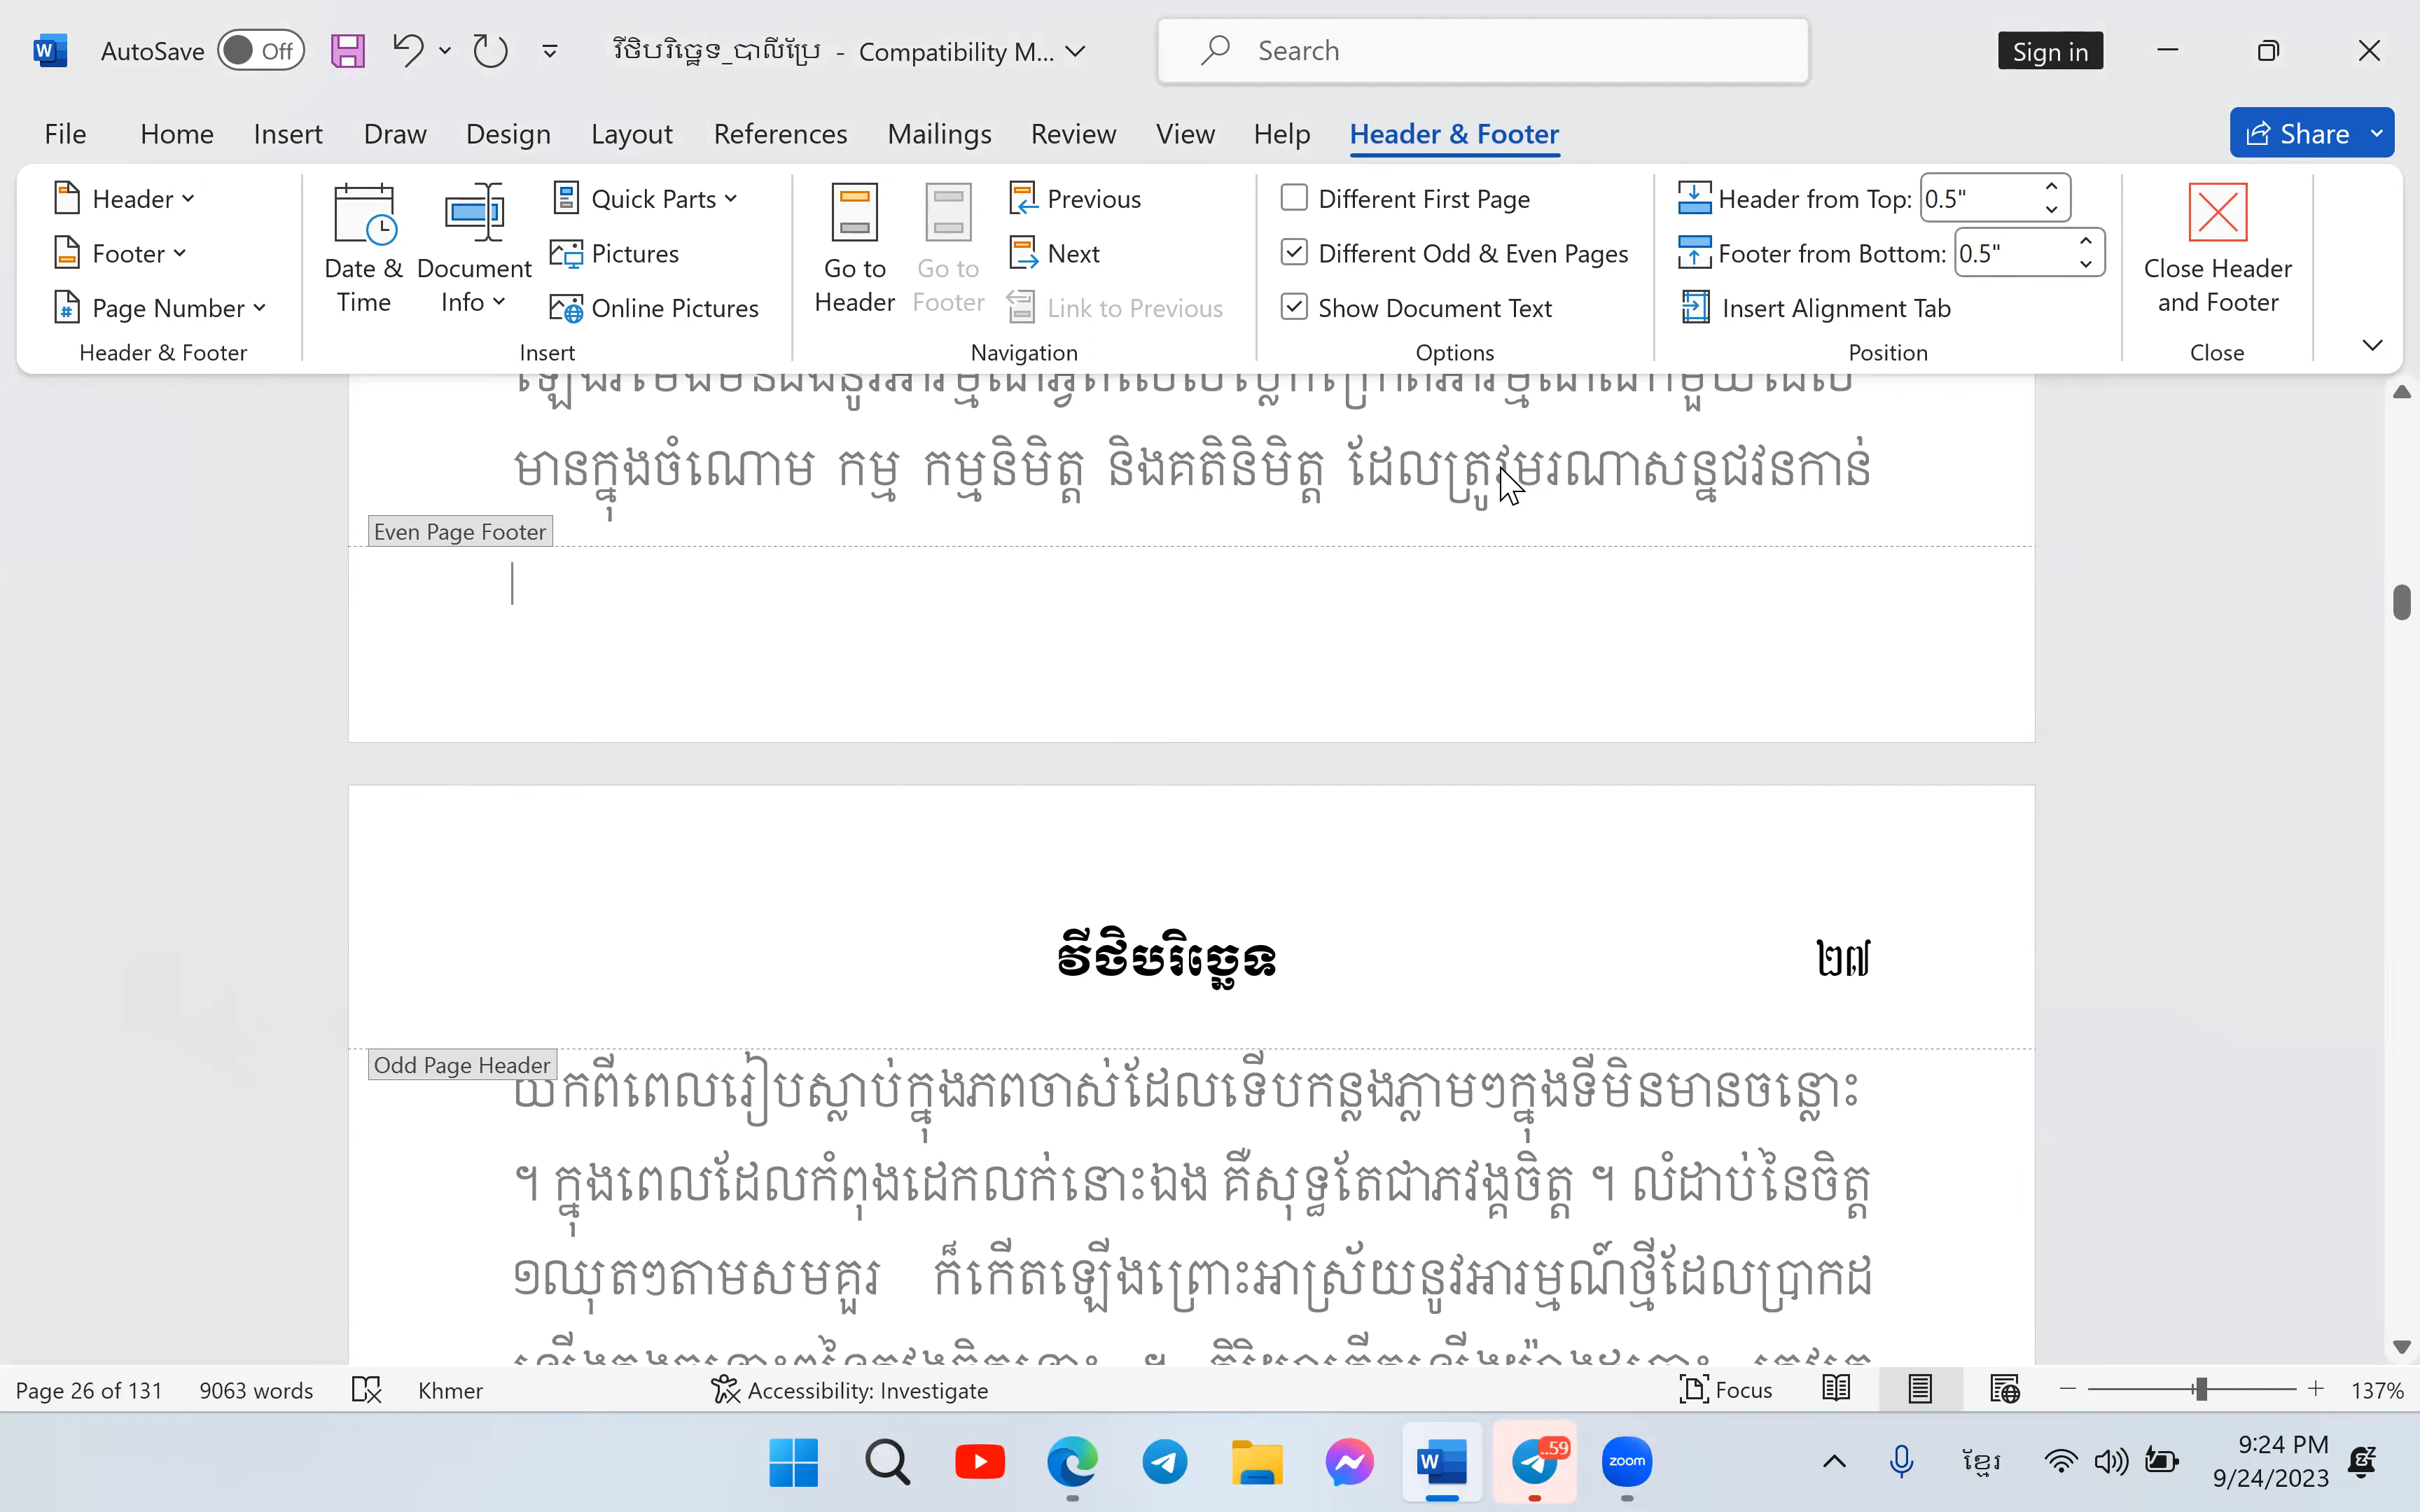 AutoSave Off វីថិបរិច្ឆេទ_បាលីប្រែ - Compatibility M... Search Sign in
File Home Insert Draw Design Layout References Mailings Review View Help Header & Footer Share
Header Quick Parts Previous Different First Page Header from Top: 0.5"
Footer Date & Time Document Info Pictures Go to Header Go to Footer Next Different Odd & Even Pages Footer from Bottom: 0.5" Close Header and Footer
Page Number Online Pictures Link to Previous Show Document Text Insert Alignment Tab
Header & Footer Insert Navigation Options Position Close
មានក្នុងចំណោម កម្ម កម្មនិមិត្ត និងគតិនិមិត្ត ដែលត្រូវមរណាសន្នជវនកាន់
Even Page Footer
វីថិបរិច្ឆេទ ២៧
Odd Page Header
យកពីពេលរៀបស្លាប់ក្នុងភពចាស់ដែលទើបកន្លងភ្លាមៗក្នុងទីមិនមានចន្លោះ
។ ក្នុងពេលដែលកំពុងដេកលក់នោះឯង គឺសុទ្ធតែជាភវង្គចិត្ត ។ លំដាប់នៃចិត្ត
១ឈុតៗតាមសមគួរ ក៏កើតឡើងព្រោះអាស្រ័យនូវអារម្មណ៍ថ្មីដែលប្រាកដ
Page 26 of 131 9063 words Khmer Accessibility: Investigate Focus 137%
..59 zoom ខ្មែរ 9:24 PM
9/24/2023